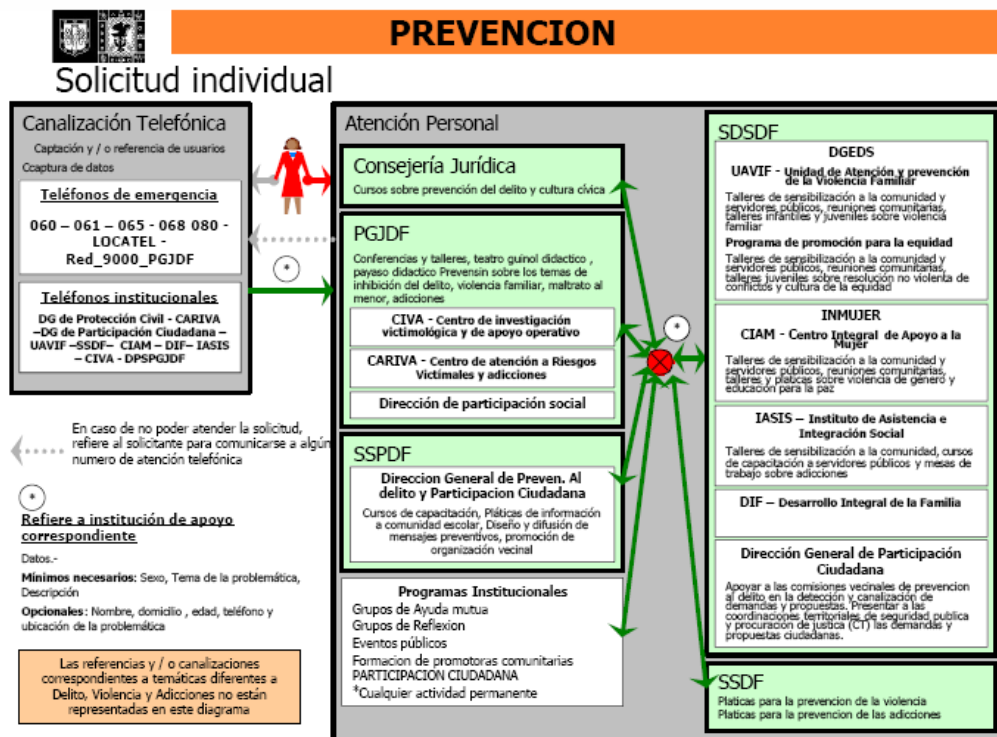 PREVENCION
Solicitud individual
Canalización Telefónica
Captación y / o referencia de usuarios
Ccaptura de datos
Teléfonos de emergencia
060 – 061 – 065 - 068 080 -
LOCATEL -
Red_9000_PGJDF
Teléfonos institucionales
DG de Protección Civil - CARIVA
–DG de Participación Ciudadana –
UAVIF –SSDF– CIAM – DIF– IASIS
– CIVA - DPSPGJDF
En caso de no poder atender la solicitud,
refiere al solicitante para comunicarse a algún
numero de atención telefónica
*
Refiere a institución de apoyo
correspondiente
Datos.-
Mínimos necesarios: Sexo, Tema de la problemática,
Descripción
Opcionales: Nombre, domicilio , edad, teléfono y
ubicación de la problemática
Las referencias y / o canalizaciones
correspondientes a temáticas diferentes a
Delito, Violencia y Adicciones no están
representadas en este diagrama
*
Atención Personal
Consejería Jurídica
Cursos sobre prevención del delito y cultura cívica
PGJDF
Conferencias y talleres, teatro guinol didactico ,
payaso didactico Prevensin sobre los temas de
inhibición del delito, violencia familiar, maltrato al
menor, adicciones
CIVA - Centro de investigación
victimológica y de apoyo operativo
CARIVA – Centro de atención a Riesgos
Victímales y adicciones
Dirección de participación social
SSPDF
Direccion General de Preven. Al
delito y Participacion Ciudadana
Cursos de capacitación, Pláticas de información
a comunidad escolar, Diseño y difusión de
mensajes preventivos, promoción de
organización vecinal
Programas Institucionales
Grupos de Ayuda mutua
Grupos de Reflexion
Eventos públicos
Formacion de promotoras comunitarias
PARTICIPACIÓN CIUDADANA
*Cualquier actividad permanente
*
SDSDF
DGEDS
UAVIF - Unidad de Atención y prevención
de la Violencia Familiar
Talleres de sensibilización a la comunidad y
servidores públicos, reuniones comunitarias,
talleres infantiles y juveniles sobre violencia
familiar
Programa de promoción para la equidad
Talleres de sensibilización a la comunidad y
servidores públicos, reuniones comunitarias,
talleres juveniles sobre resolución no violenta de
conflictos y cultura de la equidad
INMUJER
CIAM – Centro Integral de Apoyo a la
Mujer
Talleres de sensibilización a la comunidad y
servidores públicos, reuniones comunitarias,
talleres y platicas sobre violencia de género y
educación para la paz
IASIS – Instituto de Asistencia e
Integración Social
Talleres de sensibilización a la comunidad, cursos
de capacitación a servidores públicos y mesas de
trabajo sobre adicciones
DIF – Desarrollo Integral de la Familia
Dirección General de Participación
Ciudadana
Apoyar a las comisiones vecinales de prevencion
al delito en la detección y canalización de
demandas y propuestas. Presentar a las
coordinaciones territoriales de seguridad publica
y procuración de justicia (CT) las demandas y
propuestas ciudadanas.
SSDF
Platicas para la prevencion de la violencia
Platicas para la prevencion de las adicciones